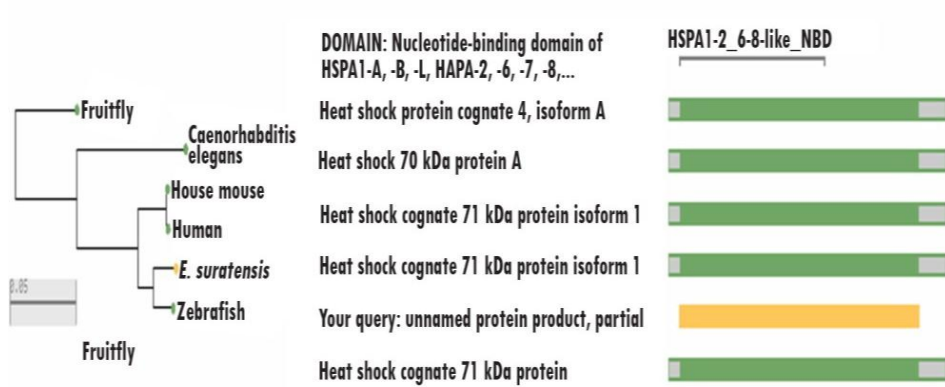 DOMAIN: Nucleotide-binding domain of
HSPA1-A, -B, -L, HAPA-2, -6, -7, -8,...
HSPA1-2_6-8-like_NBD
Fruitfly
Heat shock protein cognate 4, isoform A
Caenorhabditis
elegans
Heat shock 70 kDa protein A
House mouse
Heat shock cognate 71 kDa protein isoform 1
Human
Heat shock cognate 71 kDa protein isoform 1
E. suratensis
Your query: unnamed protein product, partial
Zebrafish
Heat shock cognate 71 kDa protein
0.05
Fruitfly